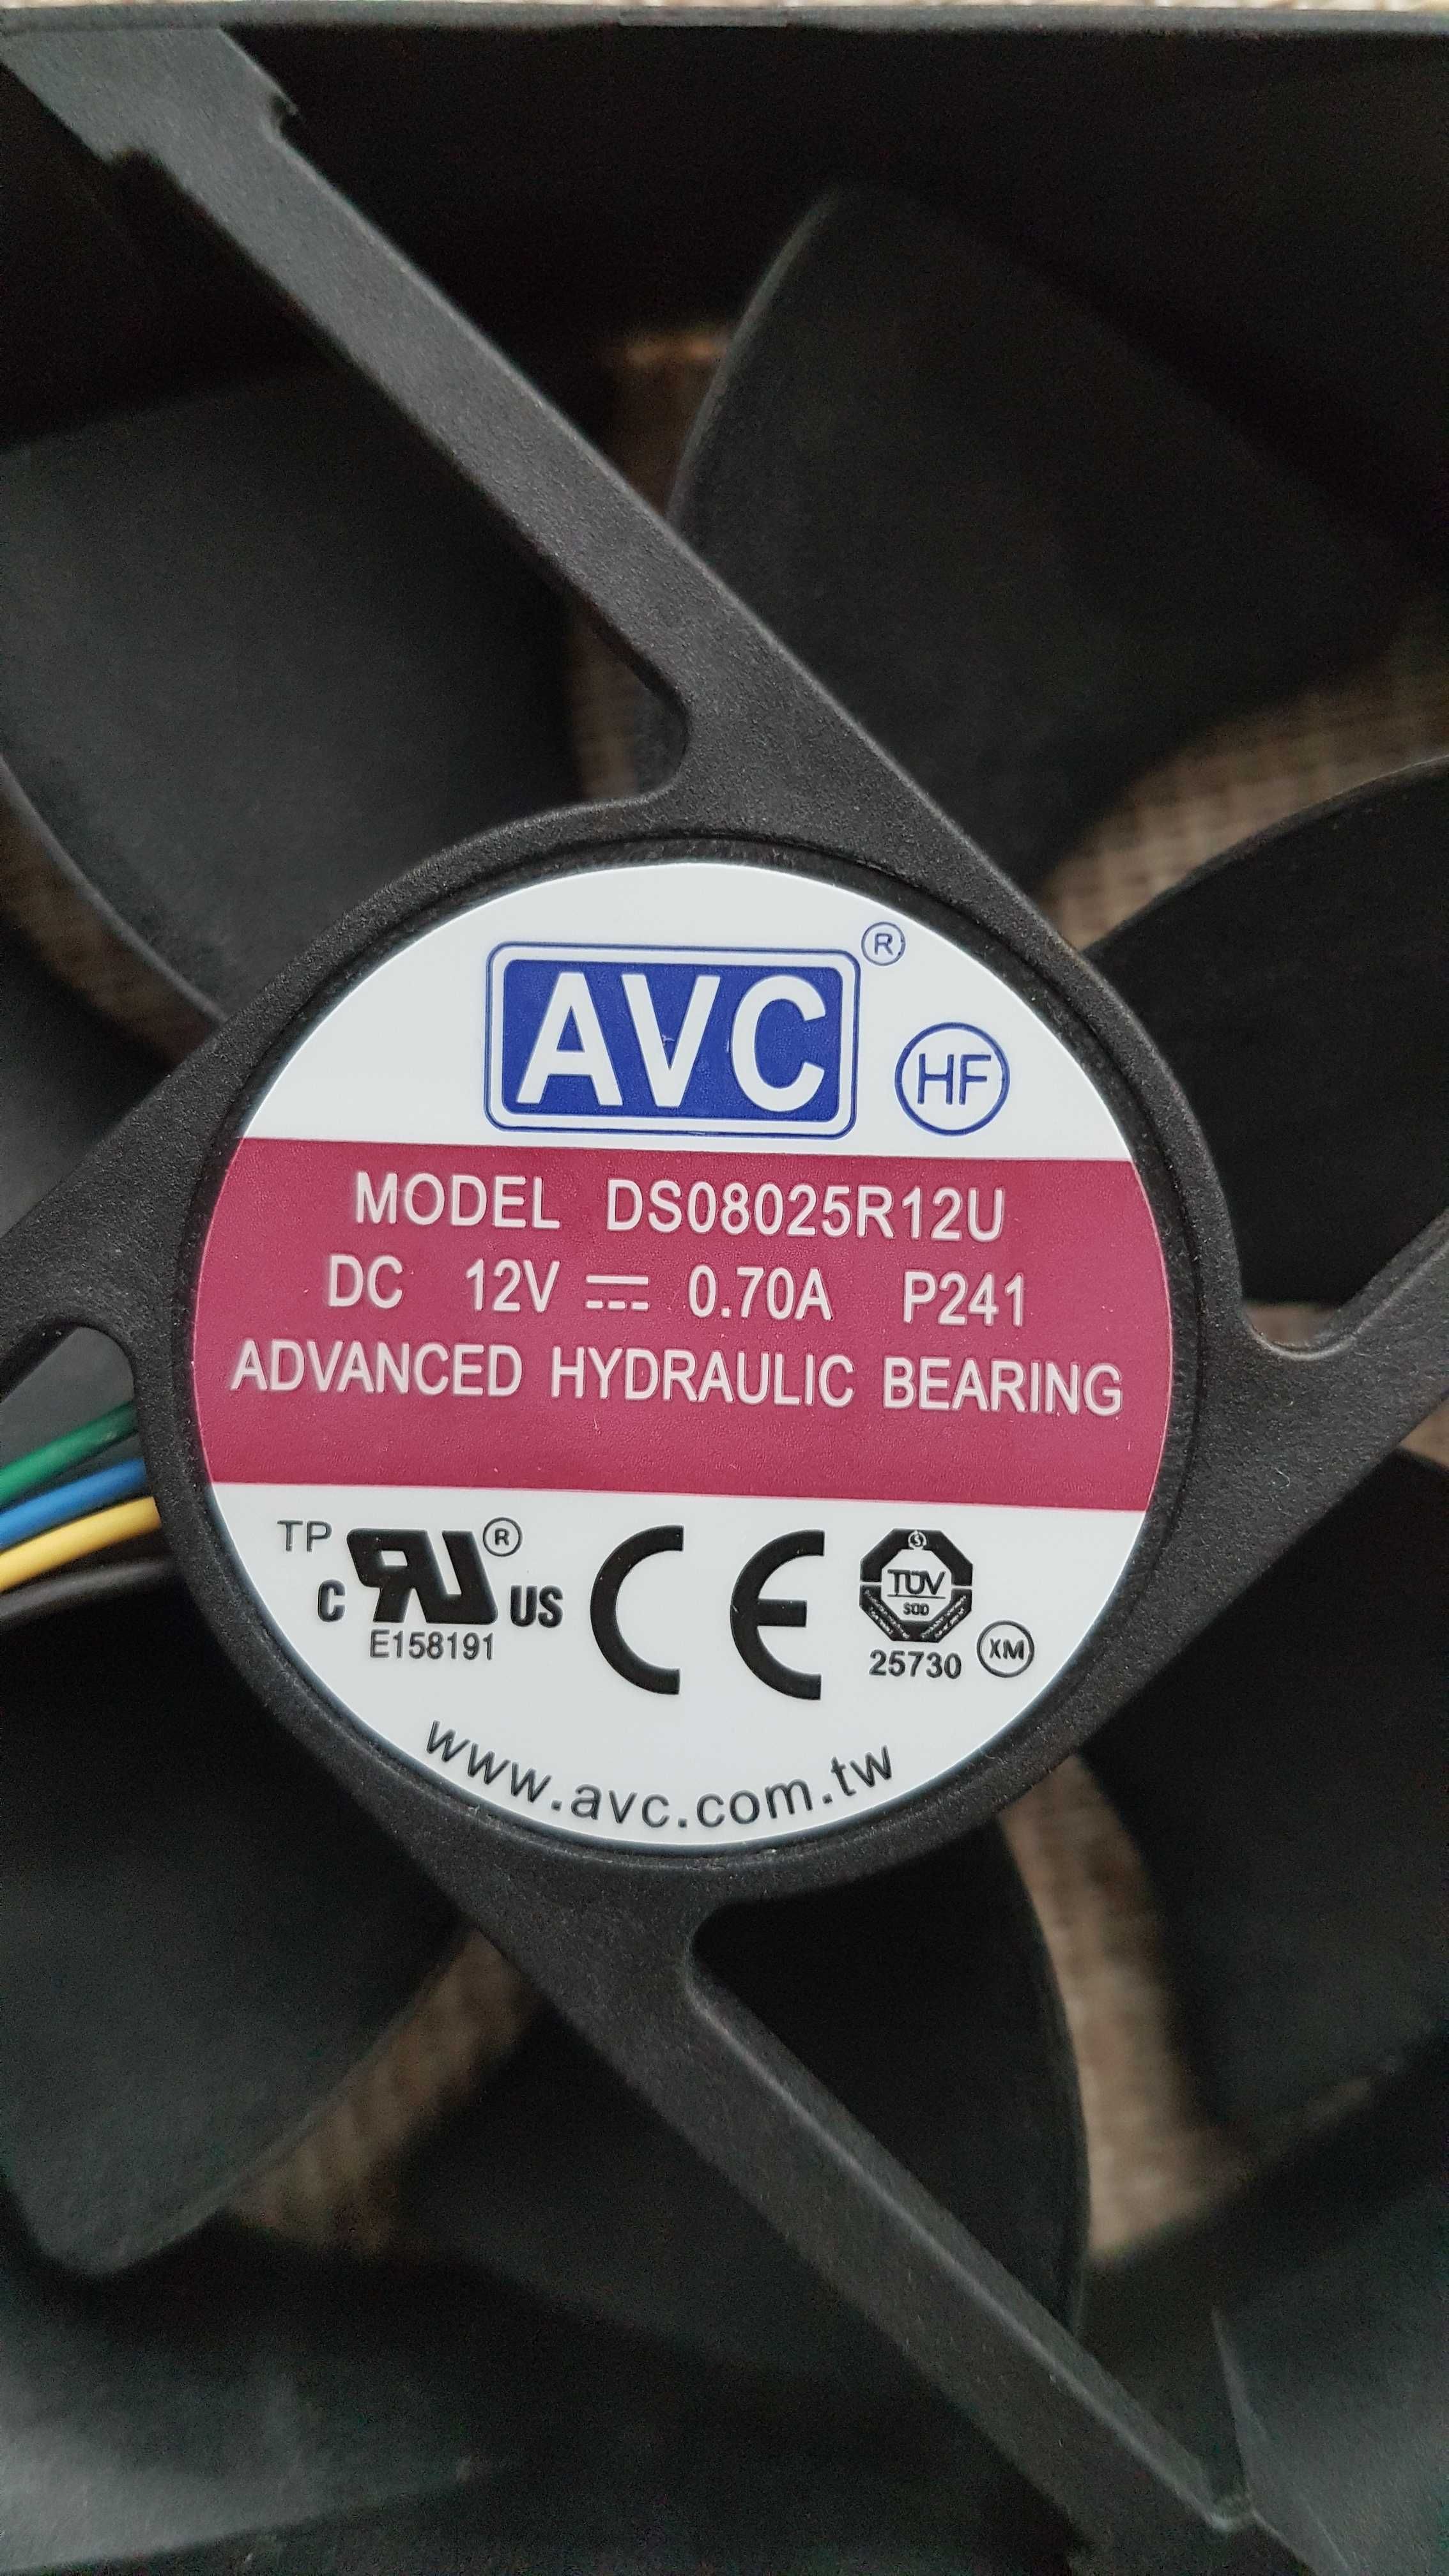 AVC ®
HF
MODEL DS08025R12U
DC 12V ⎓ 0.70A P241
ADVANCED HYDRAULIC BEARING
TP
C RU ® US
E158191
CE
TÜV
SÜD
25730
XM
www.avc.com.tw